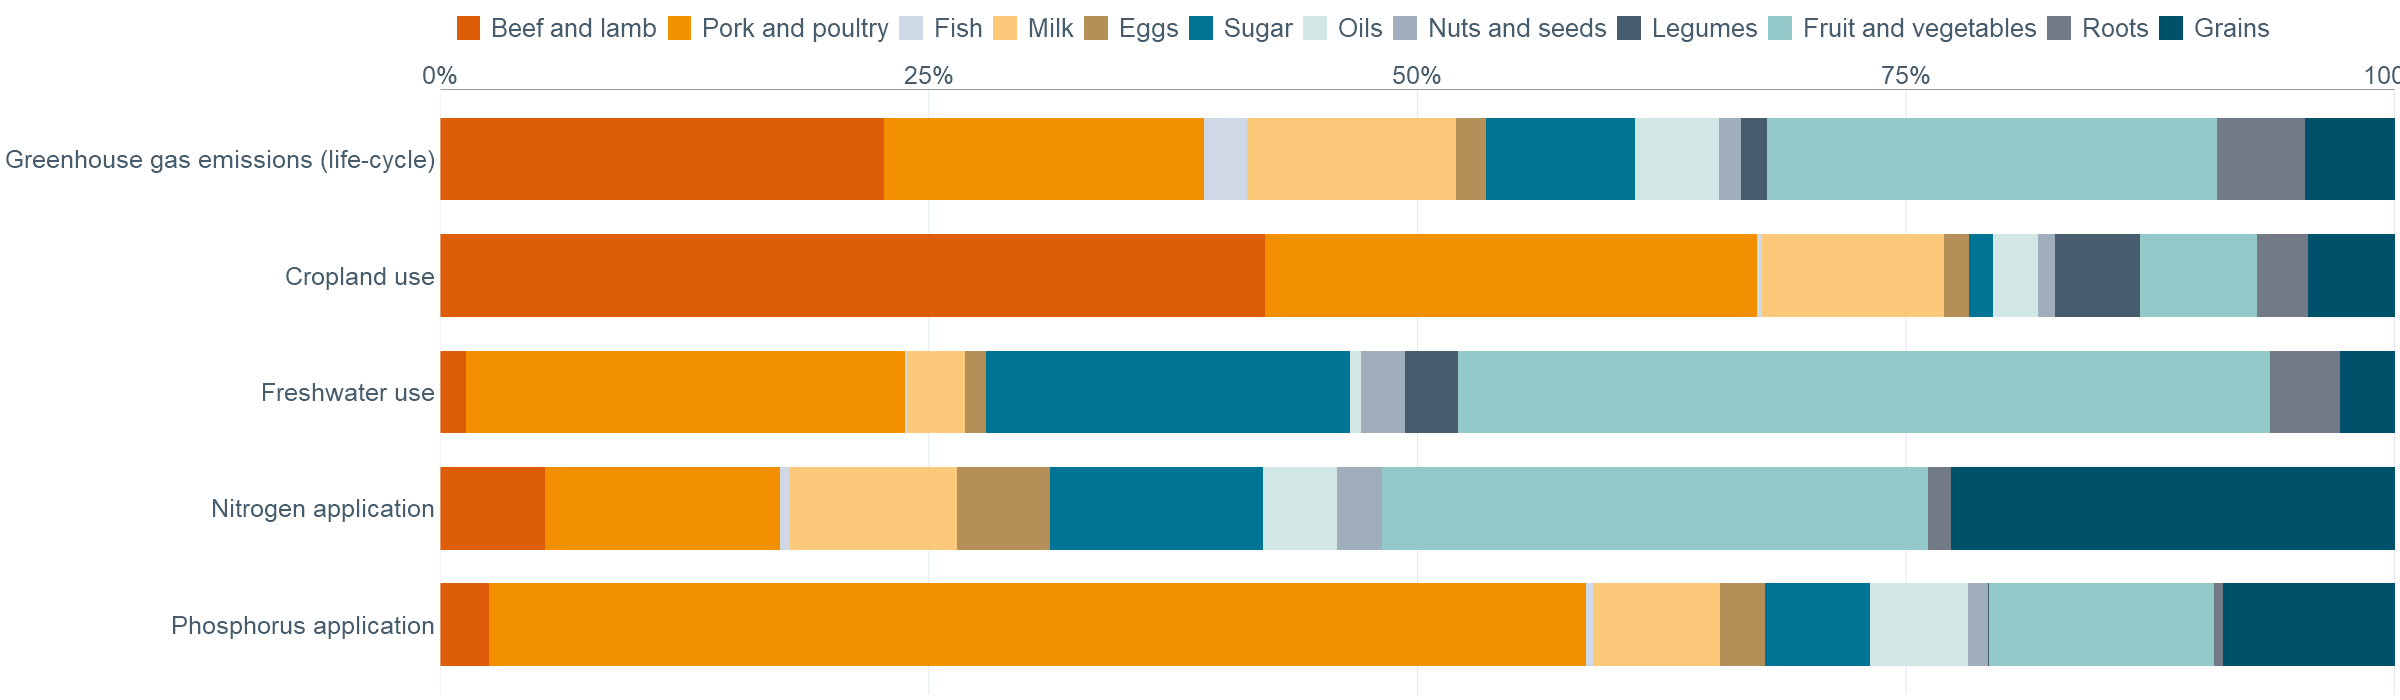 Beef and lamb Pork and poultry Fish Milk Eggs Sugar Oils Nuts and seeds Legumes Fruit and vegetables Roots Grains
0% 25% 50% 75% 100
Greenhouse gas emissions (life-cycle)
Cropland use
Freshwater use
Nitrogen application
Phosphorus application